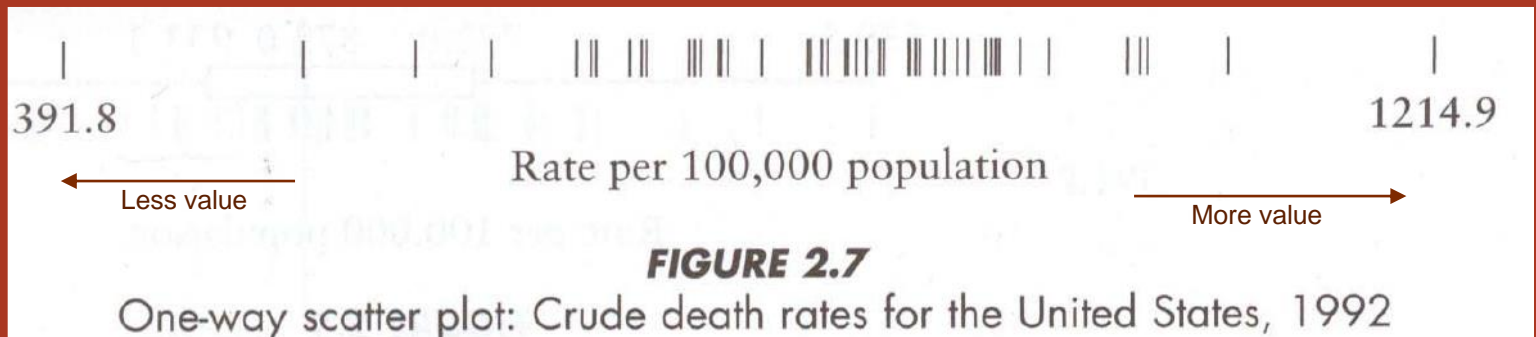 391.8
1214.9
Rate per 100,000 population
Less value
More value
FIGURE 2.7
One-way scatter plot: Crude death rates for the United States, 1992